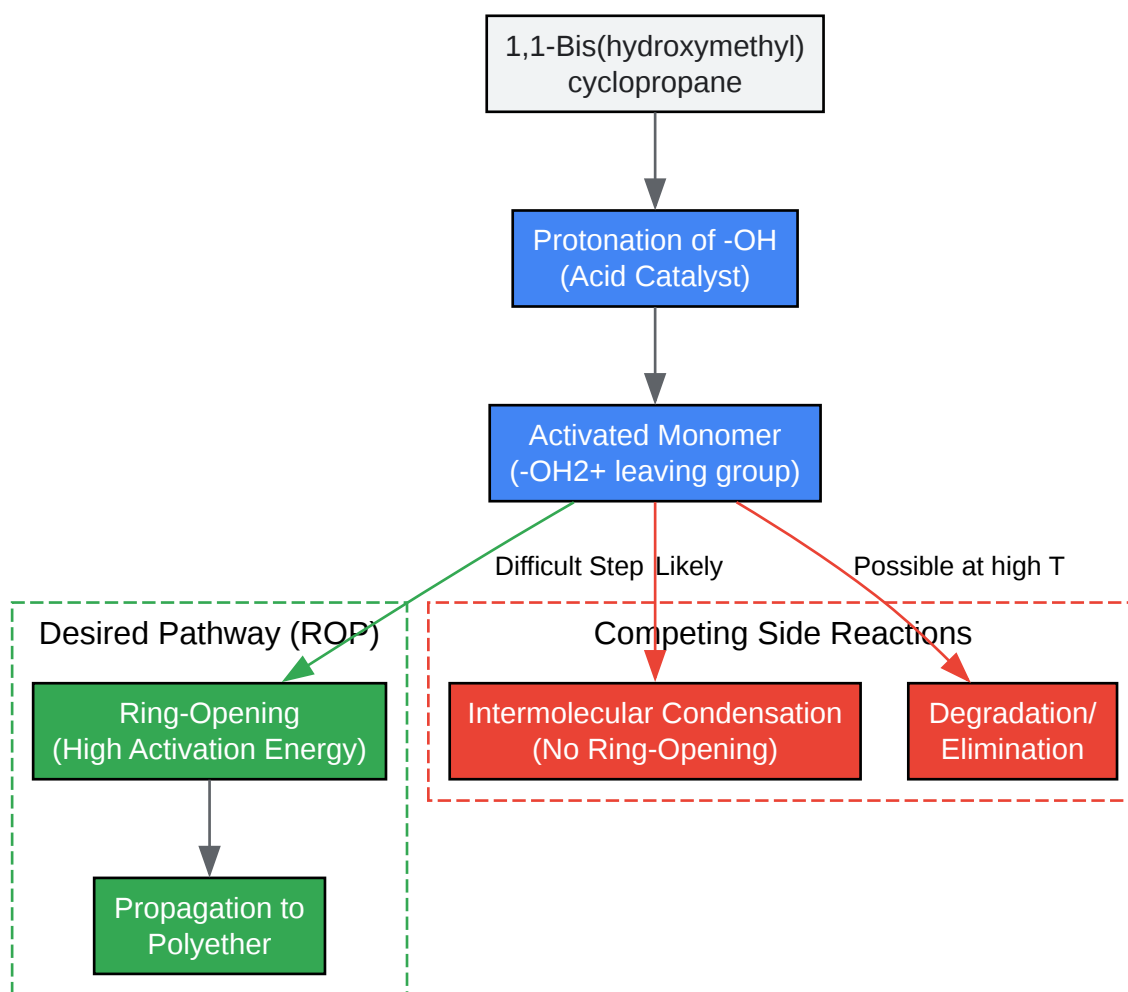 1,1-Bis(hydroxymethyl)
cyclopropane
Protonation of -OH
(Acid Catalyst)
Activated Monomer
(-OH2+ leaving group)
Difficult Step
Likely
Possible at high T
Desired Pathway (ROP)
Competing Side Reactions
Ring-Opening
(High Activation Energy)
Intermolecular Condensation
(No Ring-Opening)
Degradation/
Elimination
Propagation to
Polyether